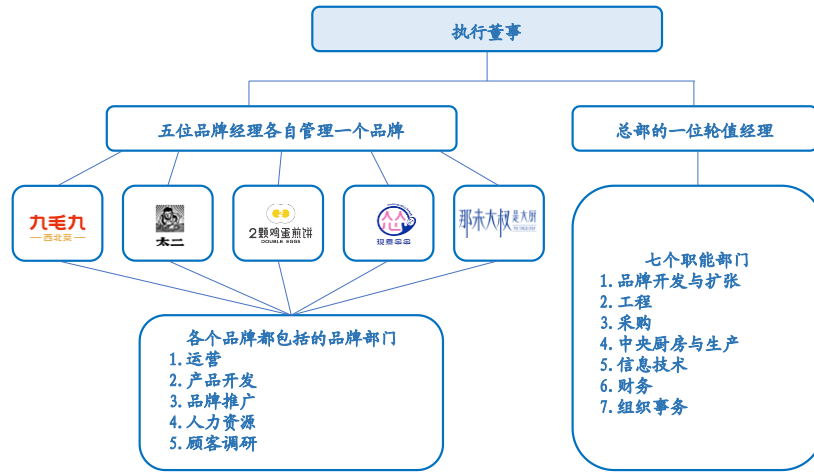 执行董事
五位品牌经理各自管理一个品牌
总部的一位轮值经理
九毛九
西北菜
太二
2颗鸡蛋煎饼
DOUBLE EGGS
怂
那未大叔是大厨
七个职能部门
1.品牌开发与扩张
2.工程
3.采购
4.中央厨房与生产
5.信息技术
6.财务
7.组织事务
各个品牌都包括的品牌部门
1.运营
2.产品开发
3.品牌推广
4.人力资源
5.顾客调研